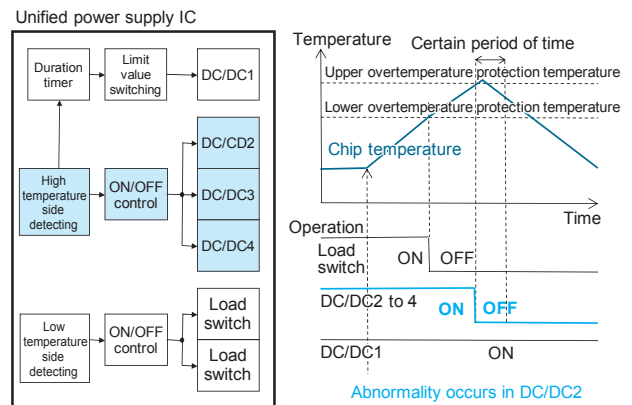 Unified power supply IC
Duration
timer
Limit
value
switching
DC/DC1
DC/CD2
High
temperature
side
detecting
ON/OFF
control
DC/DC3
DC/DC4
Low
temperature
side
detecting
ON/OFF
control
Load
switch
Load
switch
Temperature
Certain period of time
Upper overtemperature protection temperature
Lower overtemperature protection temperature
Chip temperature
Time
Operation
Load
switch
ON OFF
DC/DC2 to 4
ON OFF
DC/DC1
ON
Abnormality occurs in DC/DC2